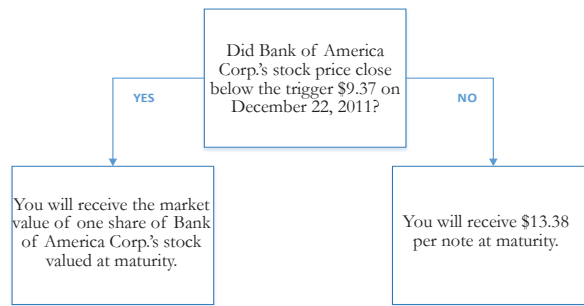 Did Bank of America
Corp.'s stock price close
below the trigger $9.37 on
December 22, 2011?
YES
NO
You will receive the market
value of one share of Bank
of America Corp.'s stock
valued at maturity.
You will receive $13.38
per note at maturity.